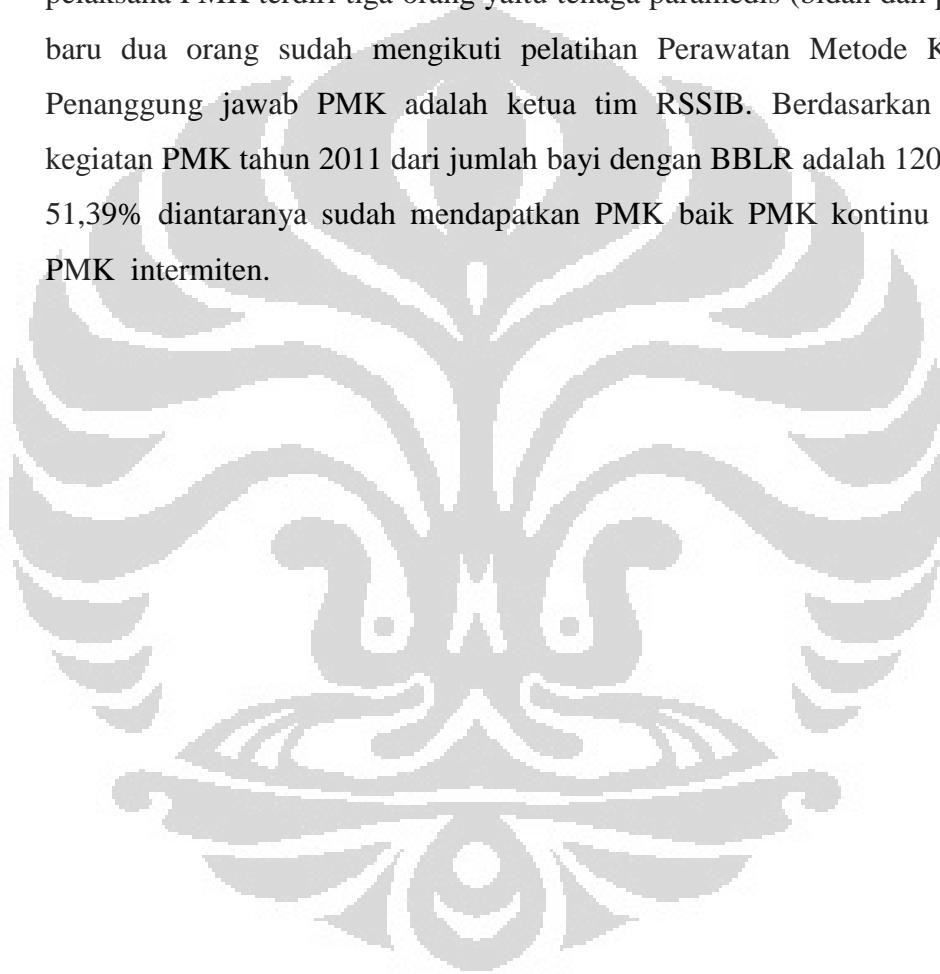 pelaksana PMK terdiri tiga orang yaitu tenaga paramedis (bidan dan
baru dua orang sudah mengikuti pelatihan Perawatan Metode
Penanggung jawab PMK adalah ketua tim RSSIB. Berdasarkan
kegiatan PMK tahun 2011 dari jumlah bayi dengan BBLR adalah 120
51,39% diantaranya sudah mendapatkan PMK baik PMK kontinu
PMK intermiten.